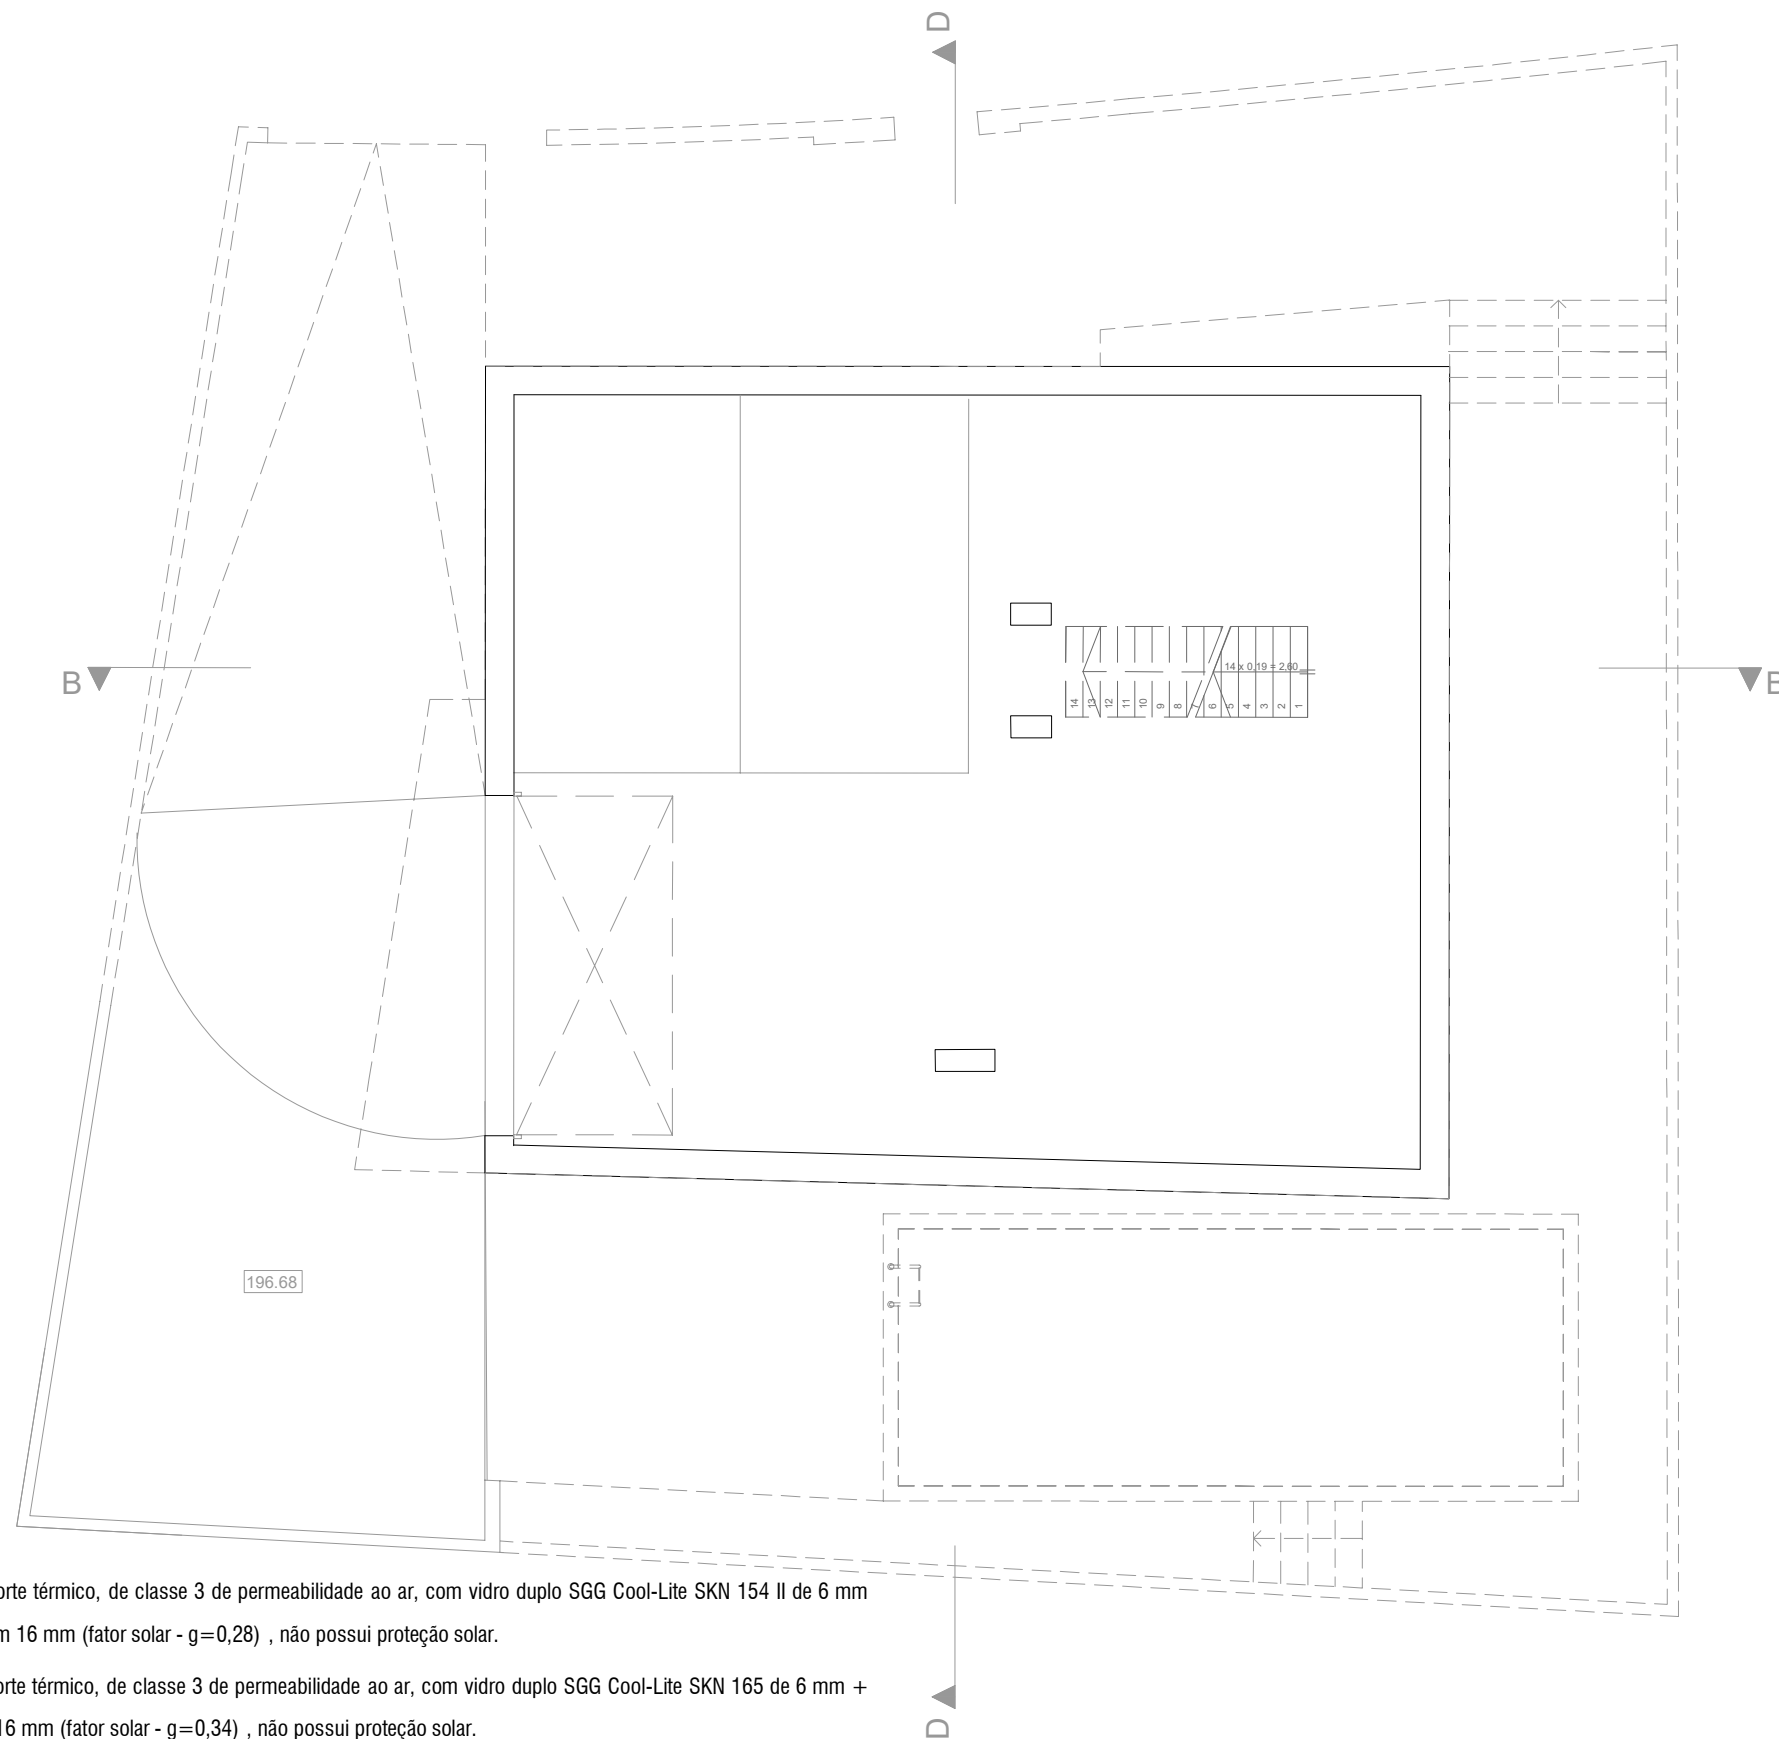 D
B
B
14 x 0,19 = 2,60
14 13 12 11 10 9 8 7 6 5 4 3 2 1
196.68
orte térmico, de classe 3 de permeabilidade ao ar, com vidro duplo SGG Cool-Lite SKN 154 II de 6 mm
m 16 mm (fator solar - g=0,28) , não possui proteção solar.
orte térmico, de classe 3 de permeabilidade ao ar, com vidro duplo SGG Cool-Lite SKN 165 de 6 mm +
16 mm (fator solar - g=0,34) , não possui proteção solar.
D